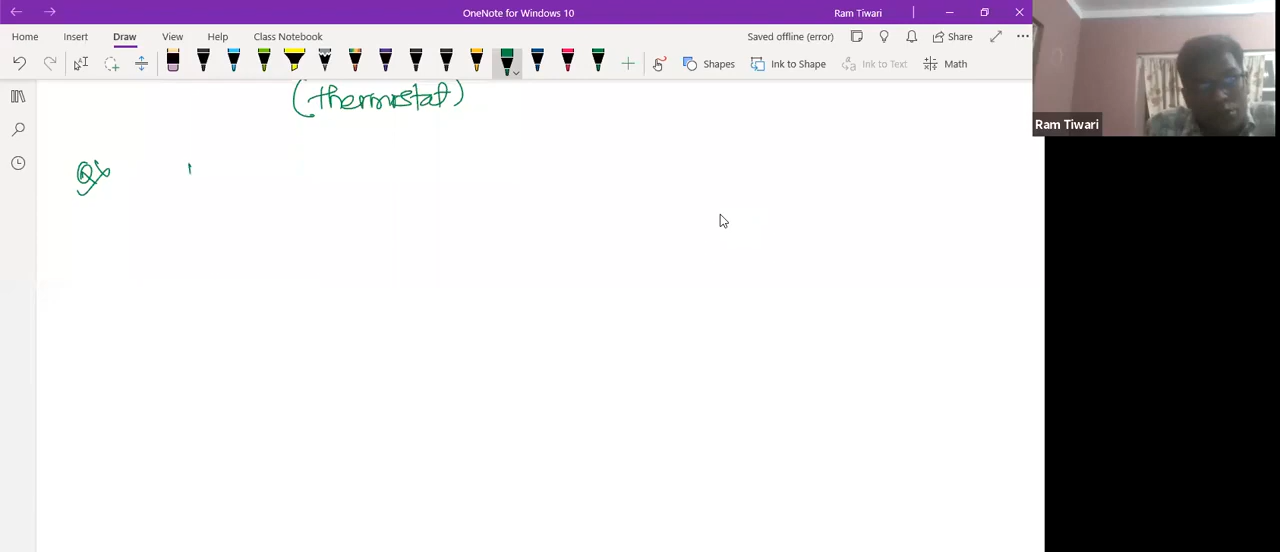 OneNote for Windows 10
Ram Tiwari
Home Insert Draw View Help Class Notebook
Saved offline (error)
Share
Shapes
Ink to Shape
Ink to Text
Math
(thermostat)
Ram Tiwari